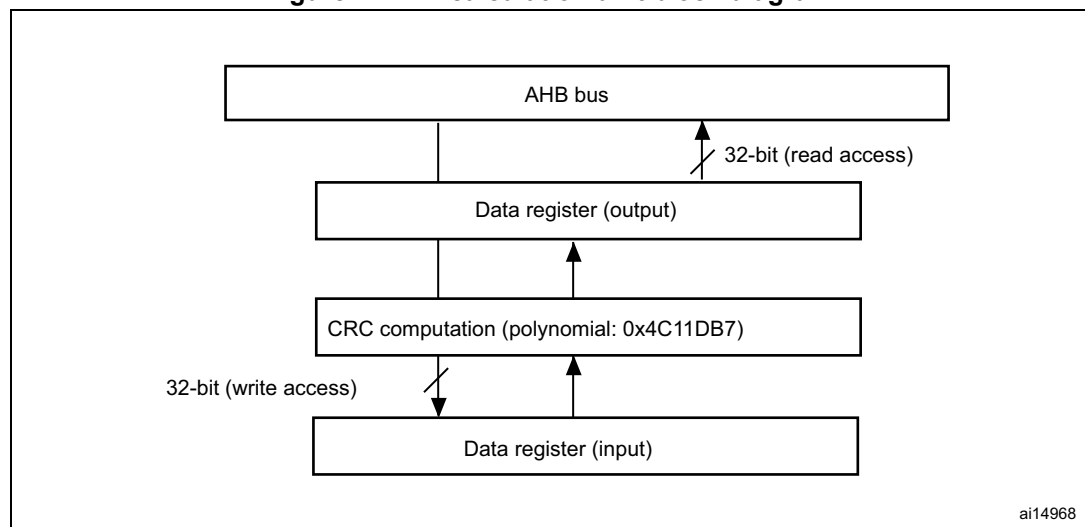 AHB bus
32-bit (read access)
Data register (output)
CRC computation (polynomial: 0x4C11DB7)
32-bit (write access)
Data register (input)
ai14968